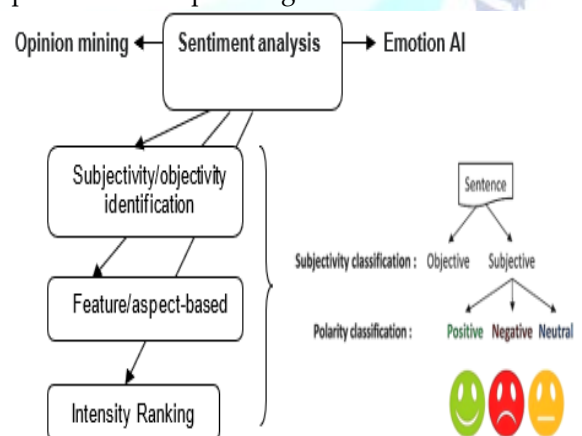 Opinion mining
Sentiment analysis
Emotion AI
Subjectivity/objectivity
identification
Feature/aspect-based
Intensity Ranking
Sentence
Subjectivity classification : Objective Subjective
Polarity classification : Positive Negative Neutral